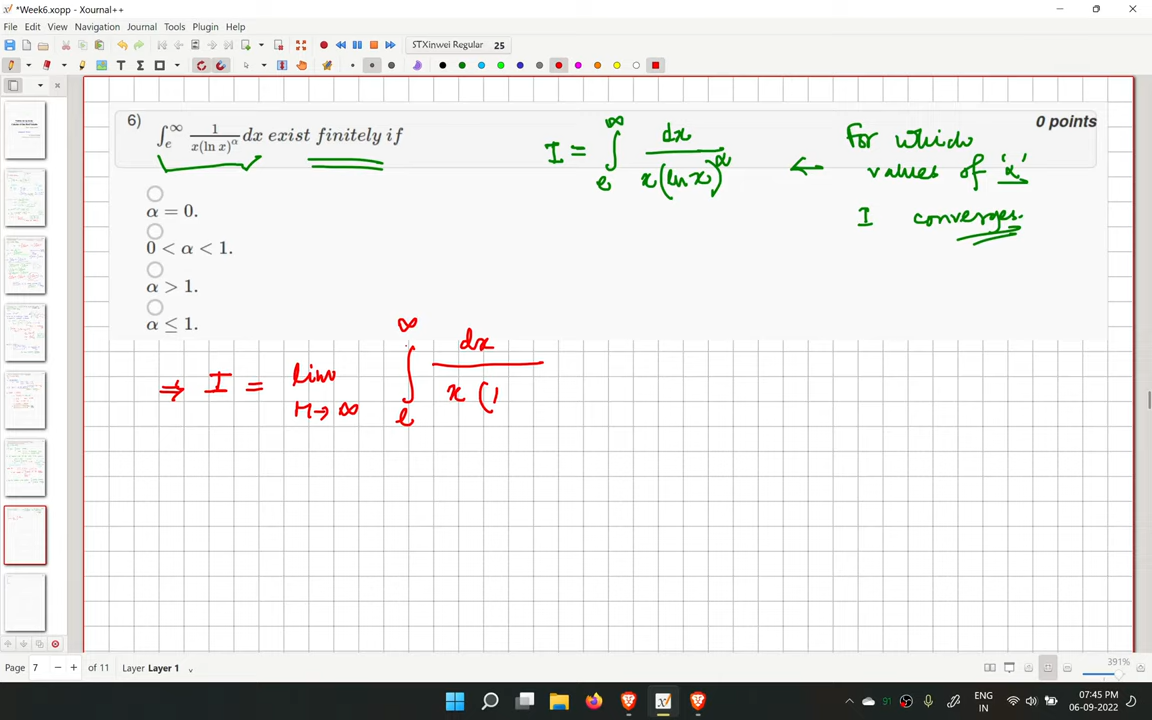 *Week6.xopp - Xournal++
File Edit View Navigation Journal Tools Plugin Help
STXinwei Regular 25
6)
0 points
∫_e^∞ 1/(x(ln x)^α) dx exist finitely if
α = 0.
0 < α < 1.
α > 1.
α ≤ 1.
I = ∫_e^∞ dx/(x(ln x)^α) ←
For which
values of 'α'
I converges.
⇒ I = lim M→∞ ∫_e^∞ dx/(x (l
Page 7 of 11 Layer Layer 1
391%
91
ENG
IN
07:45 PM
06-09-2022